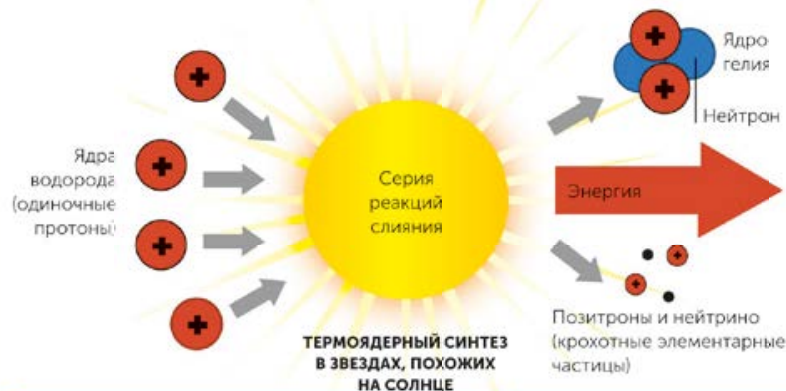 Ядра
водорода
(одиночные
протоны)
Серия
реакций
слияния
Ядро
гелия
Нейтрон
Энергия
Позитроны и нейтрино
(крохотные элементарные
частицы)
ТЕРМОЯДЕРНЫЙ СИНТЕЗ
В ЗВЕЗДАХ, ПОХОЖИХ
НА СОЛНЦЕ